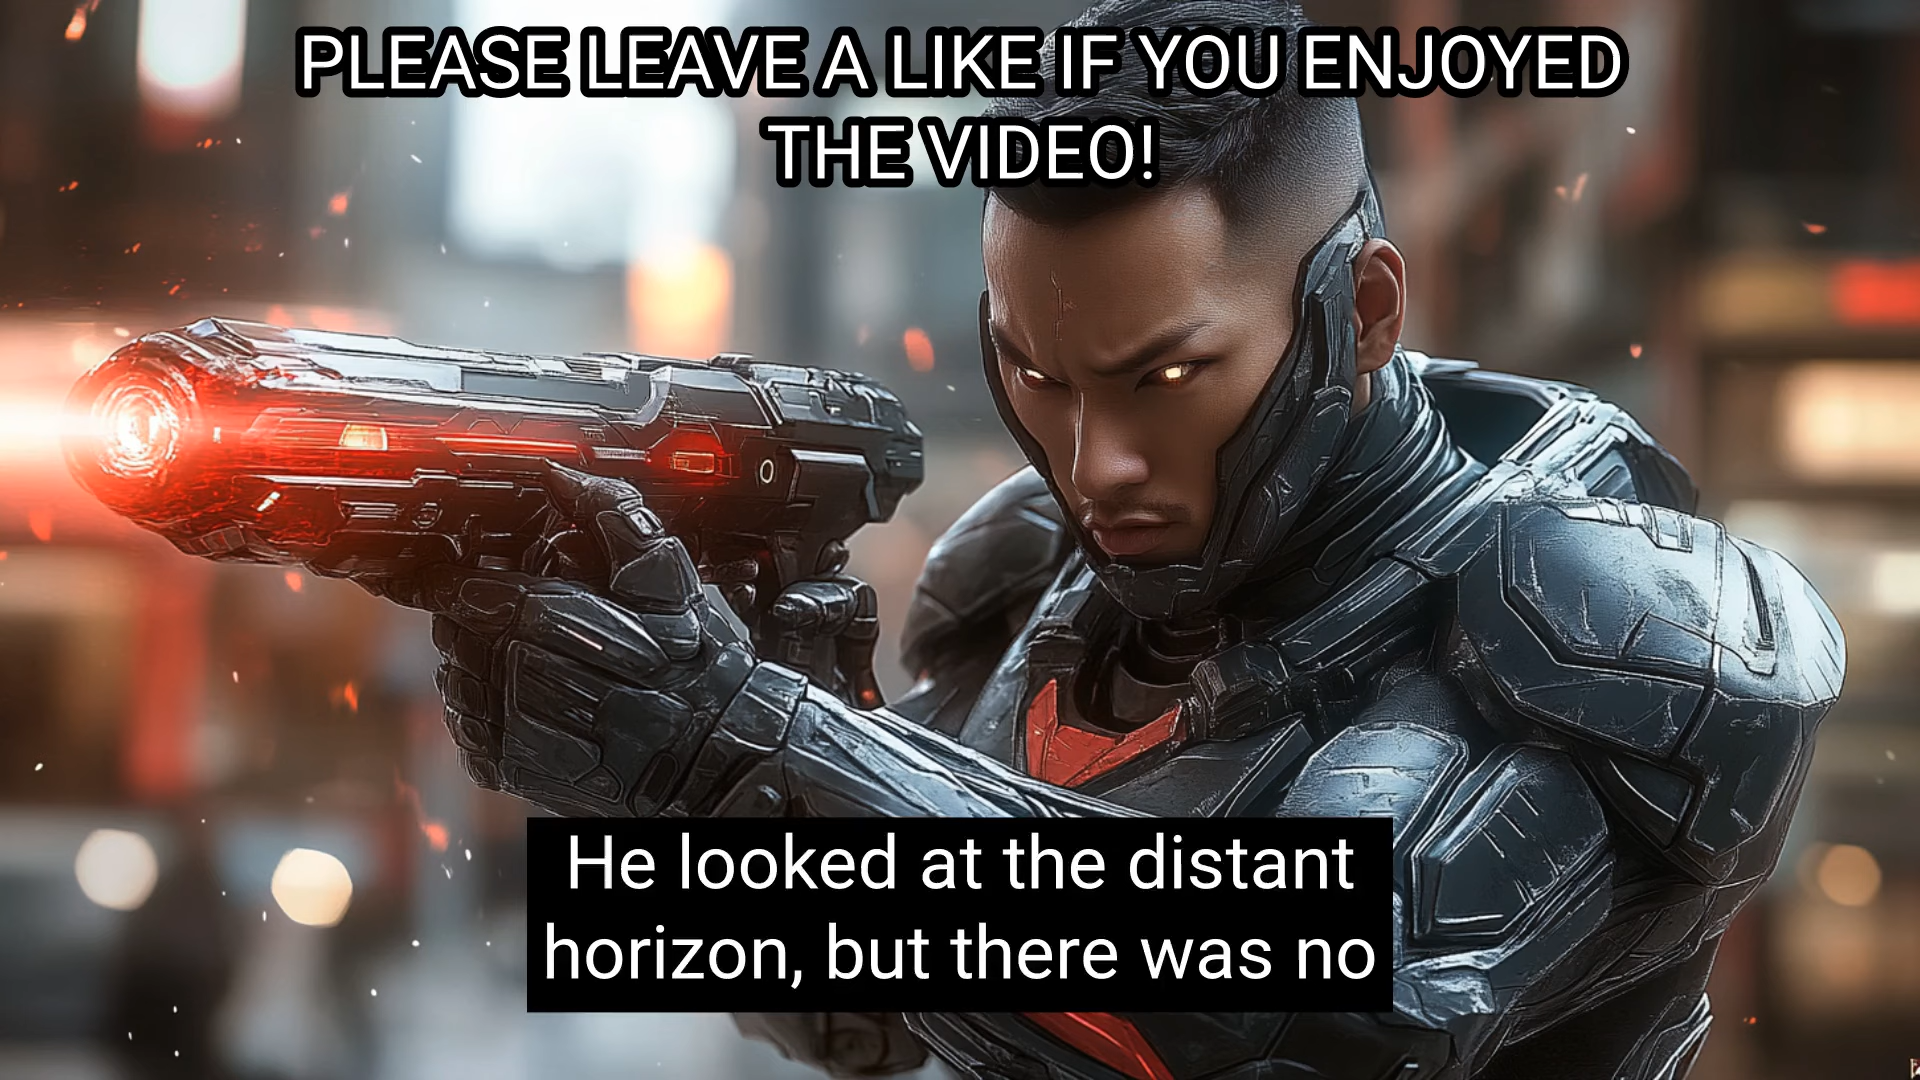 PLEASE LEAVE A LIKE IF YOU ENJOYED
THE VIDEO!
He looked at the distant
horizon, but there was no